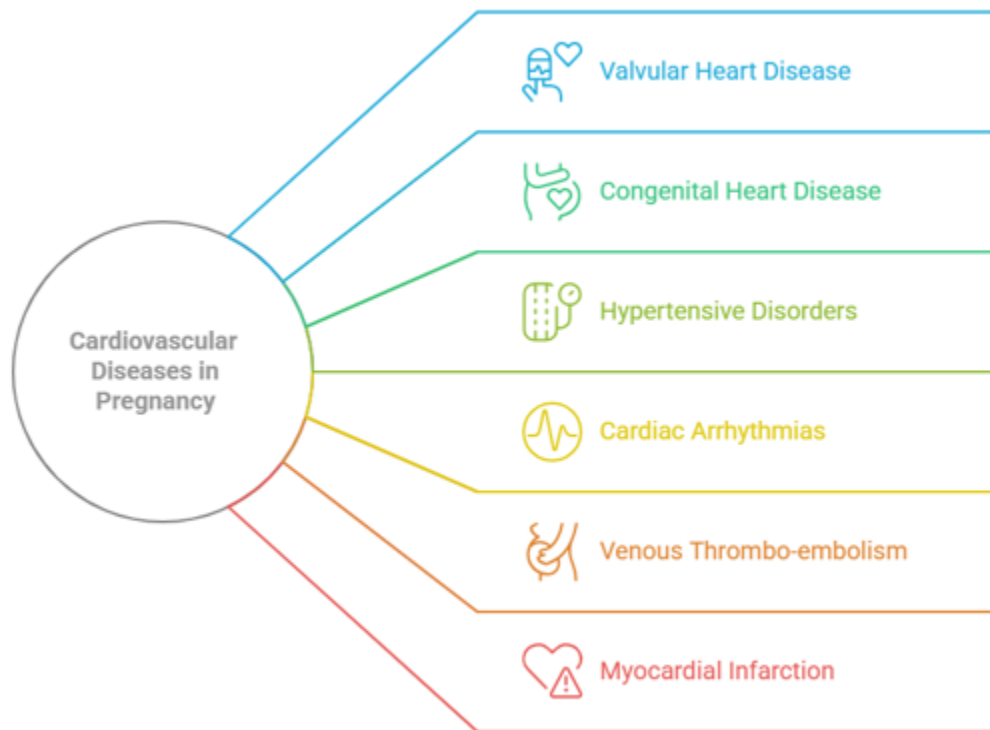 Valvular Heart Disease
Congenital Heart Disease
Hypertensive Disorders
Cardiovascular
Diseases in
Pregnancy
Cardiac Arrhythmias
Venous Thrombo-embolism
Myocardial Infarction